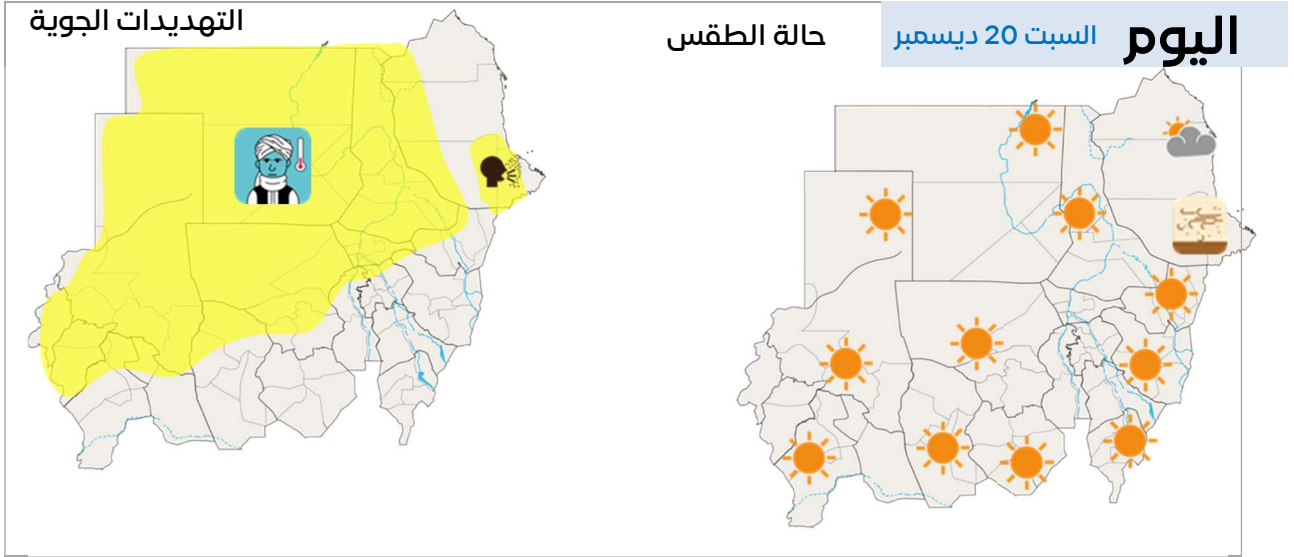 اليوم
السبت 20 ديسمبر
حالة الطقس
التهديدات الجوية